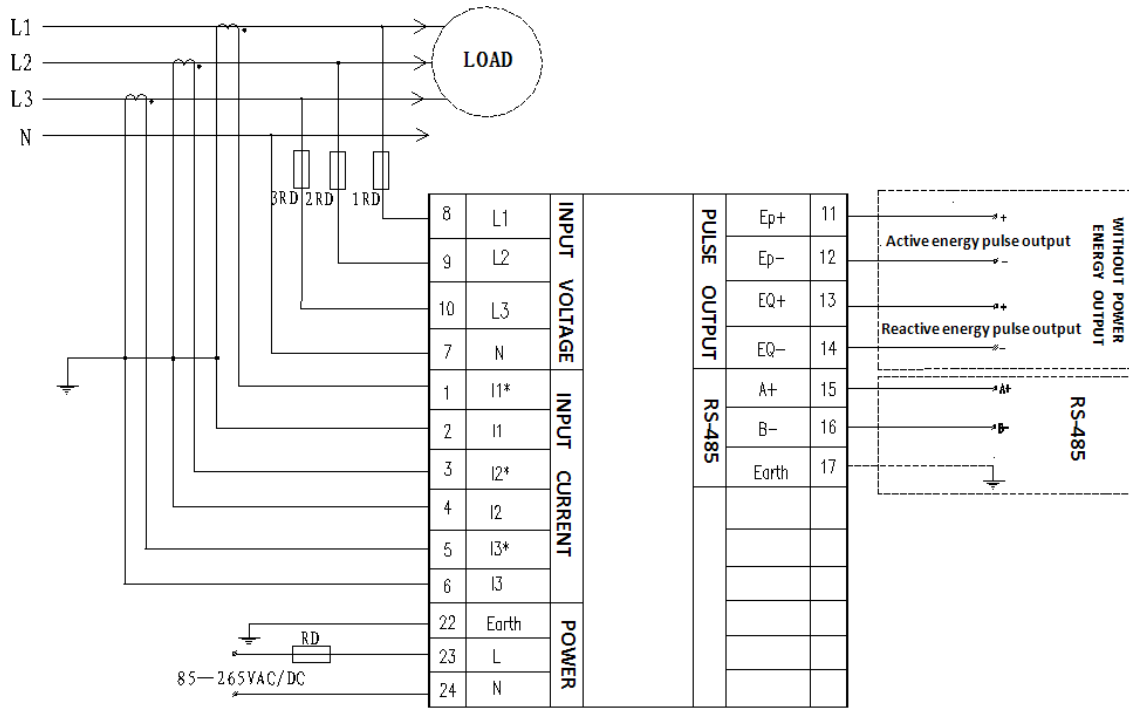 L1
L2
L3
N
LOAD
3RD 2RD 1RD
8 L1
9 L2
10 L3
7 N
INPUT VOLTAGE
1 I1*
2 I1
3 I2*
4 I2
5 I3*
6 I3
INPUT CURRENT
22 Earth
23 L
24 N
POWER
RD
85—265VAC/DC
PULSE OUTPUT
Ep+ 11
Ep- 12
EQ+ 13
EQ- 14
RS-485
A+ 15
B- 16
Earth 17
+
Active energy pulse output
-
+
Reactive energy pulse output
-
WITHOUT POWER
ENERGY OUTPUT
A+
B-
RS-485